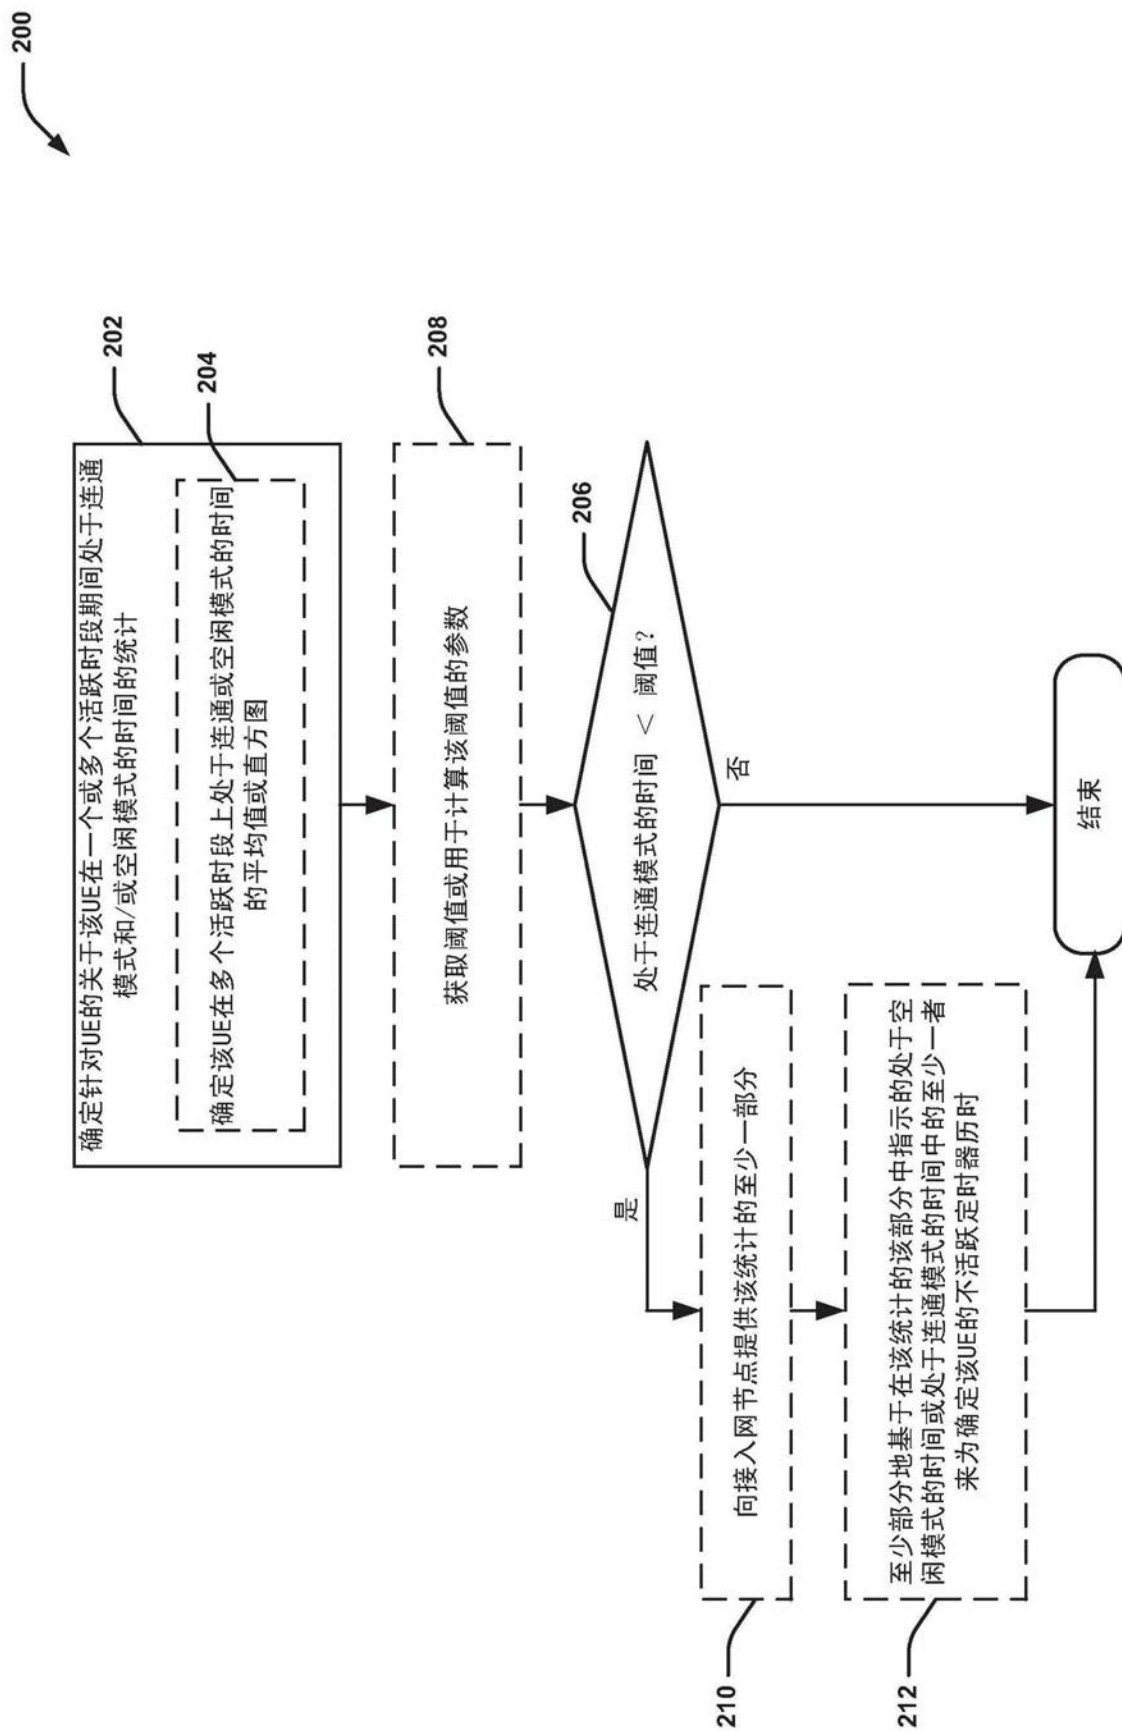 200
202
确定针对UE的关于该UE在一个或多个活跃时段期间处于连通
模式和/或空闲模式的时间的统计
204
确定该UE在多个活跃时段上处于连通或空闲模式的时间
的平均值或直方图
208
获取阈值或用于计算该阈值的参数
206
处于连通模式的时间 < 阈值?
是
否
210
向接入网节点提供该统计的至少一部分
212
至少部分地基于在该统计的该部分中指示的处于空
闲模式的时间或处于连通模式的时间中的至少一者
来为确定该UE的不活跃定时器历时
结束